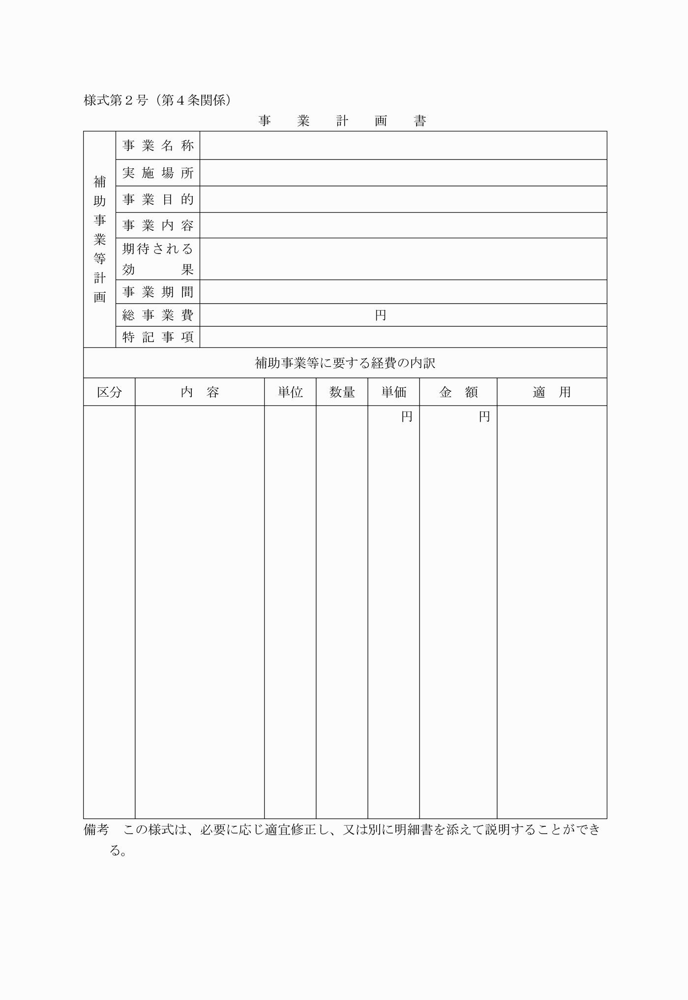 様式第２号（第４条関係）
事　業　計　画　書
補助事業等計画
事業名称
実施場所
事業目的
事業内容
期待される
効果
事業期間
総事業費　円
特記事項
補助事業等に要する経費の内訳
区分　内　容　単位　数量　単価　金　額　適　用
円　円
備考　この様式は、必要に応じ適宜修正し、又は別に明細書を添えて説明することができ
る。